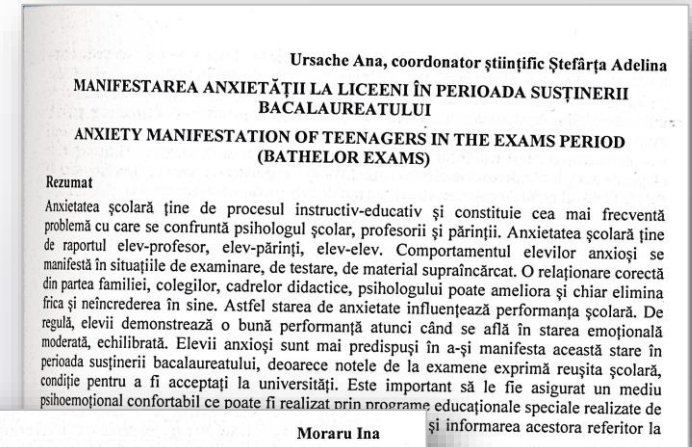 Ursache Ana, coordonator științific Ștefârța Adelina
MANIFESTAREA ANXIETĂȚII LA LICEENI ÎN PERIOADA SUSȚINERII
BACALAUREATULUI
ANXIETY MANIFESTATION OF TEENAGERS IN THE EXAMS PERIOD
(BATHELOR EXAMS)
Rezumat
Anxietatea școlară ține de procesul instructiv-educativ și constituie cea mai frecventă
problemă cu care se confruntă psihologul școlar, profesorii și părinții. Anxietatea școlară ține
de raportul elev-profesor, elev-părinți, elev-elev. Comportamentul elevilor anxioși se
manifestă în situațiile de examinare, de testare, de material supraîncărcat. O relaționare corectă
din partea familiei, colegilor, cadrelor didactice, psihologului poate ameliora și chiar elimina
frica și neîncrederea în sine. Astfel starea de anxietate influențează performanța școlară. De
regulă, elevii demonstrează o bună performanță atunci când se află în starea emoțională
moderată, echilibrată. Elevii anxioși sunt mai predispuși în a-și manifesta această stare în
perioada susținerii bacalaureatului, deoarece notele de la examene exprimă reușita școlară,
condiție pentru a fi acceptați la universități. Este important să le fie asigurat un mediu
psihoemoțional confortabil ce poate fi realizat prin programe educaționale speciale realizate de
și informarea acestora referitor la
Moraru Ina